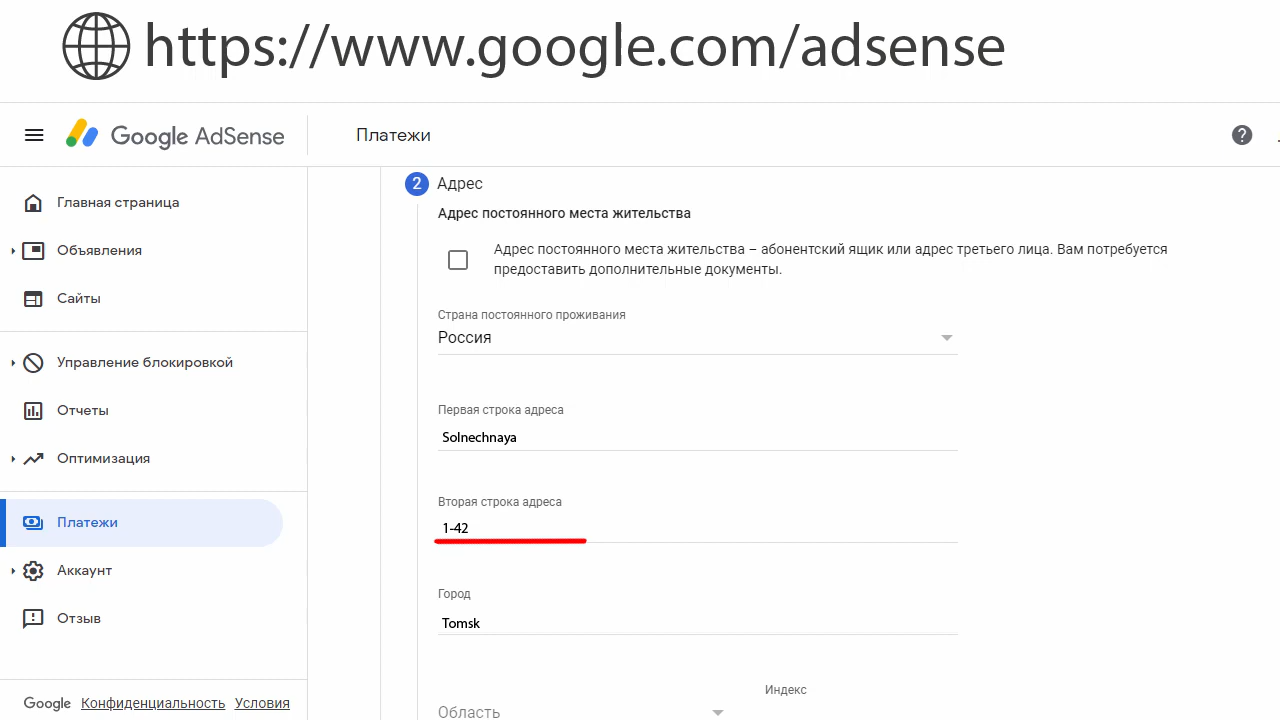 https://www.google.com/adsense
Google AdSense
Платежи
Главная страница
Объявления
Сайты
Управление блокировкой
Отчеты
Оптимизация
Платежи
Аккаунт
Отзыв
Google Конфиденциальность Условия
2 Адрес
Адрес постоянного места жительства
Адрес постоянного места жительства – абонентский ящик или адрес третьего лица. Вам потребуется
предоставить дополнительные документы.
Страна постоянного проживания
Россия
Первая строка адреса
Solnechnaya
Вторая строка адреса
1-42
Город
Tomsk
Индекс
Область